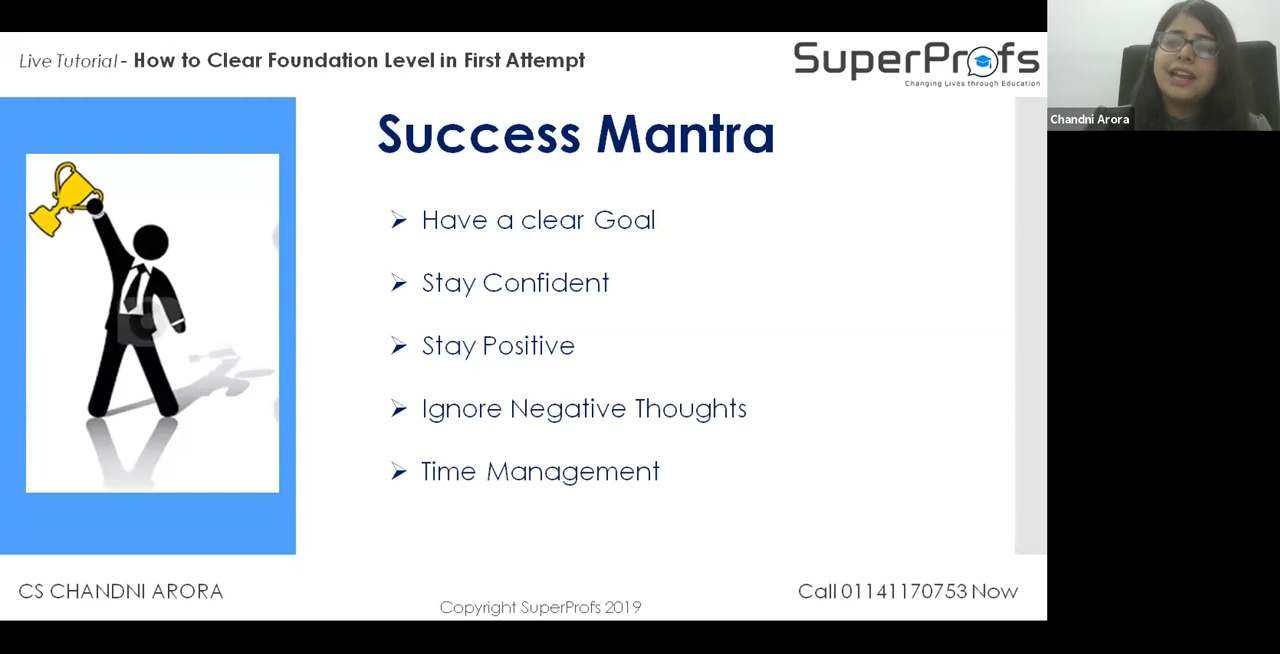 Live Tutorial - How to Clear Foundation Level in First Attempt
SuperProfs
Changing Lives through Education
Chandni Arora
Success Mantra
Have a clear Goal
Stay Confident
Stay Positive
Ignore Negative Thoughts
Time Management
CS CHANDNI ARORA
Call 01141170753 Now
Copyright SuperProfs 2019